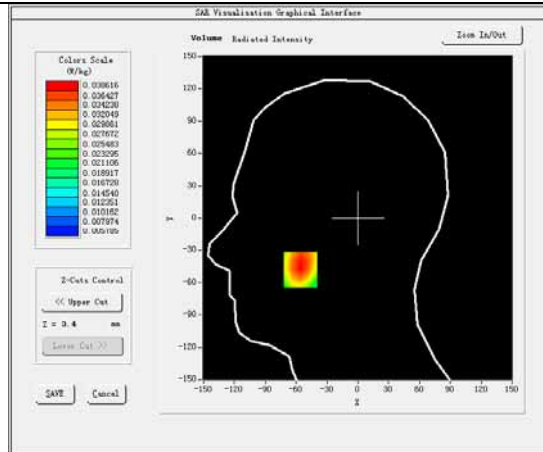 SAR Visualisation Graphical Interface
Volume Radiated Intensity
Zoom In/Out
Colors Scale
(W/kg)
0.038616
0.036427
0.034238
0.032049
0.029861
0.027672
0.025483
0.023295
0.021106
0.018917
0.016728
0.014540
0.012351
0.010162
0.007974
0.005785
150
120
90
60
30
0
-30
-60
-90
-120
-150
Y
-150 -120 -90 -60 -30 0 30 60 90 120 150
X
Z-Cuts Control
<< Upper Cut
Z = 3.4 mm
Lower Cut >>
SAVE Cancel